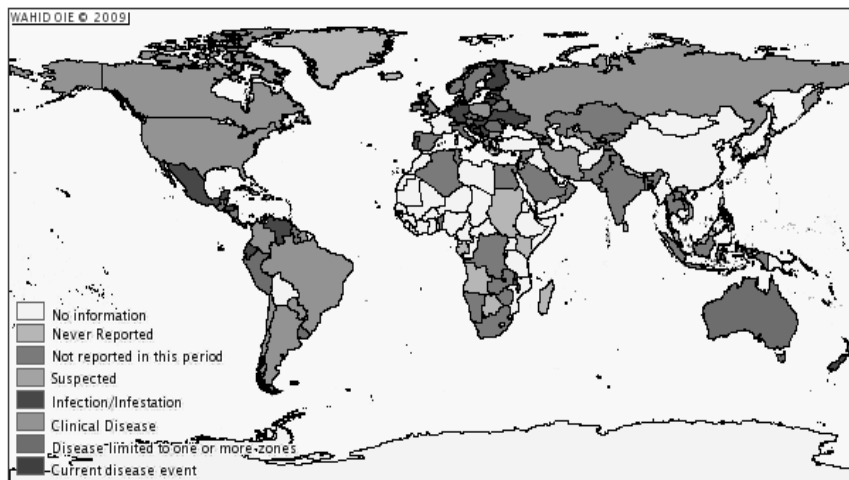 WAHID OIE © 2009
No information
Never Reported
Not reported in this period
Suspected
Infection/Infestation
Clinical Disease
Disease limited to one or more zones
Current disease event